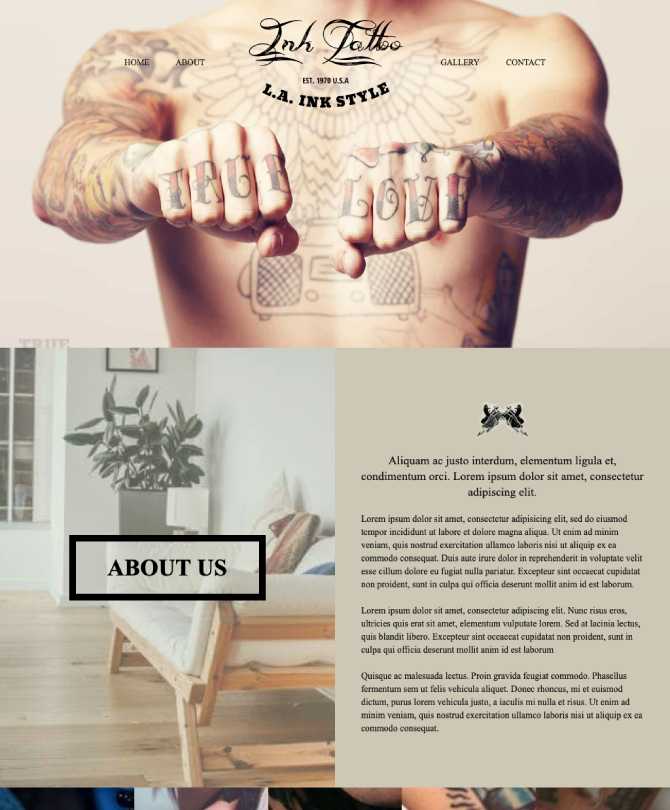 Ink Tattoo
HOME ABOUT GALLERY CONTACT
EST. 1970 U.S.A
L.A. INK STYLE
TRUE LOVE
TRUE
ABOUT US
Aliquam ac justo interdum, elementum ligula et,
condimentum orci. Lorem ipsum dolor sit amet, consectetur
adipiscing elit.
Lorem ipsum dolor sit amet, consectetur adipisicing elit, sed do eiusmod
tempor incididunt ut labore et dolore magna aliqua. Ut enim ad minim
veniam, quis nostrud exercitation ullamco laboris nisi ut aliquip ex ea
commodo consequat. Duis aute irure dolor in reprehenderit in voluptate velit
esse cillum dolore eu fugiat nulla pariatur. Excepteur sint occaecat cupidatat
non proident, sunt in culpa qui officia deserunt mollit anim id est laborum.
Lorem ipsum dolor sit amet, consectetur adipiscing elit. Nunc risus eros,
ultricies quis erat sit amet, elementum vulputate lorem. Sed at lacinia lectus,
quis blandit libero. Excepteur sint occaecat cupidatat non proident, sunt in
culpa qui officia deserunt mollit anim id est laborum
Quisque ac malesuada lectus. Proin gravida feugiat commodo. Phasellus
fermentum sem ut felis vehicula aliquet. Donec rhoncus, mi et euismod
dictum, purus lorem vehicula justo, a iaculis mi nulla et risus. Ut enim ad
minim veniam, quis nostrud exercitation ullamco laboris nisi ut aliquip ex ea
commodo consequat.